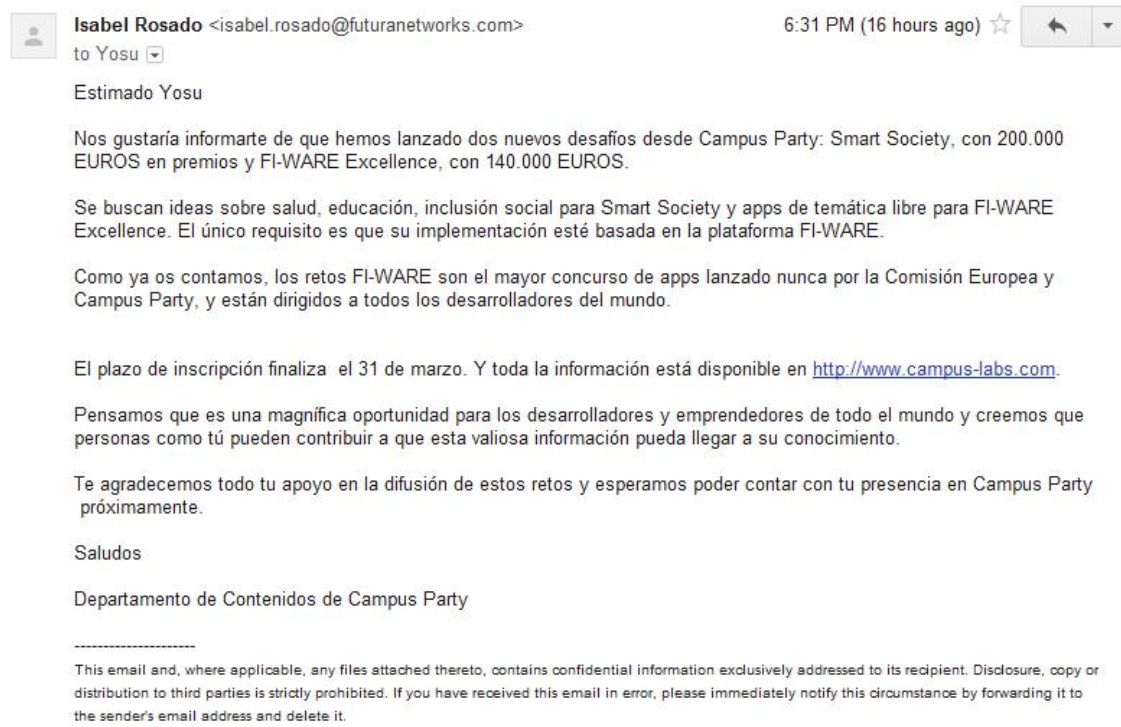 Isabel Rosado <isabel.rosado@futuranetworks.com>
6:31 PM (16 hours ago)
to Yosu
Estimado Yosu
Nos gustaría informarte de que hemos lanzado dos nuevos desafíos desde Campus Party: Smart Society, con 200.000
EUROS en premios y FI-WARE Excellence, con 140.000 EUROS.
Se buscan ideas sobre salud, educación, inclusión social para Smart Society y apps de temática libre para FI-WARE
Excellence. El único requisito es que su implementación esté basada en la plataforma FI-WARE.
Como ya os contamos, los retos FI-WARE son el mayor concurso de apps lanzado nunca por la Comisión Europea y
Campus Party, y están dirigidos a todos los desarrolladores del mundo.
El plazo de inscripción finaliza  el 31 de marzo. Y toda la información está disponible en http://www.campus-labs.com.
Pensamos que es una magnífica oportunidad para los desarrolladores y emprendedores de todo el mundo y creemos que
personas como tú pueden contribuir a que esta valiosa información pueda llegar a su conocimiento.
Te agradecemos todo tu apoyo en la difusión de estos retos y esperamos poder contar con tu presencia en Campus Party
próximamente.
Saludos
Departamento de Contenidos de Campus Party
---------------------
This email and, where applicable, any files attached thereto, contains confidential information exclusively addressed to its recipient. Disclosure, copy or
distribution to third parties is strictly prohibited. If you have received this email in error, please immediately notify this circumstance by forwarding it to
the sender's email address and delete it.